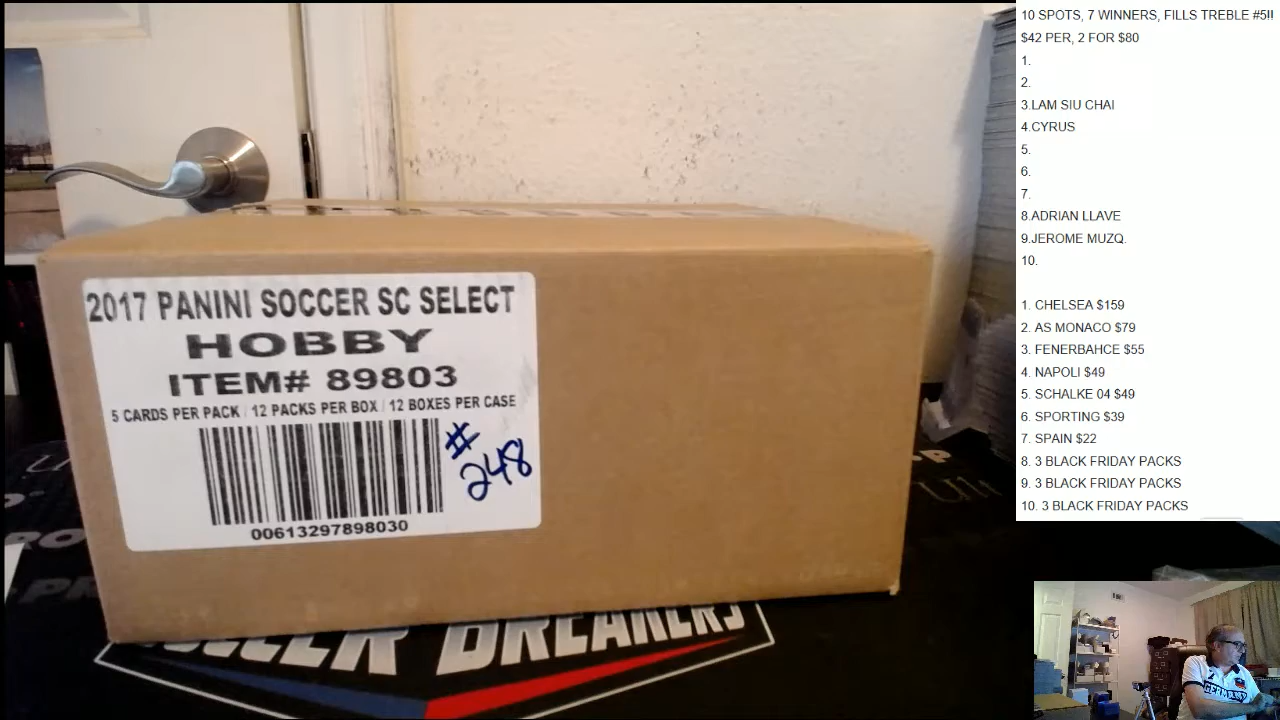 2017 PANINI SOCCER SC SELECT
HOBBY
ITEM# 89803
5 CARDS PER PACK / 12 PACKS PER BOX / 12 BOXES PER CASE
#
248
00613297898030
SOCCER BREAKERS
10 SPOTS, 7 WINNERS, FILLS TREBLE #5!!
$42 PER, 2 FOR $80
1.
2.
3.LAM SIU CHAI
4.CYRUS
5.
6.
7.
8.ADRIAN LLAVE
9.JEROME MUZQ.
10.
1. CHELSEA $159
2. AS MONACO $79
3. FENERBAHCE $55
4. NAPOLI $49
5. SCHALKE 04 $49
6. SPORTING $39
7. SPAIN $22
8. 3 BLACK FRIDAY PACKS
9. 3 BLACK FRIDAY PACKS
10. 3 BLACK FRIDAY PACKS
GERMANY